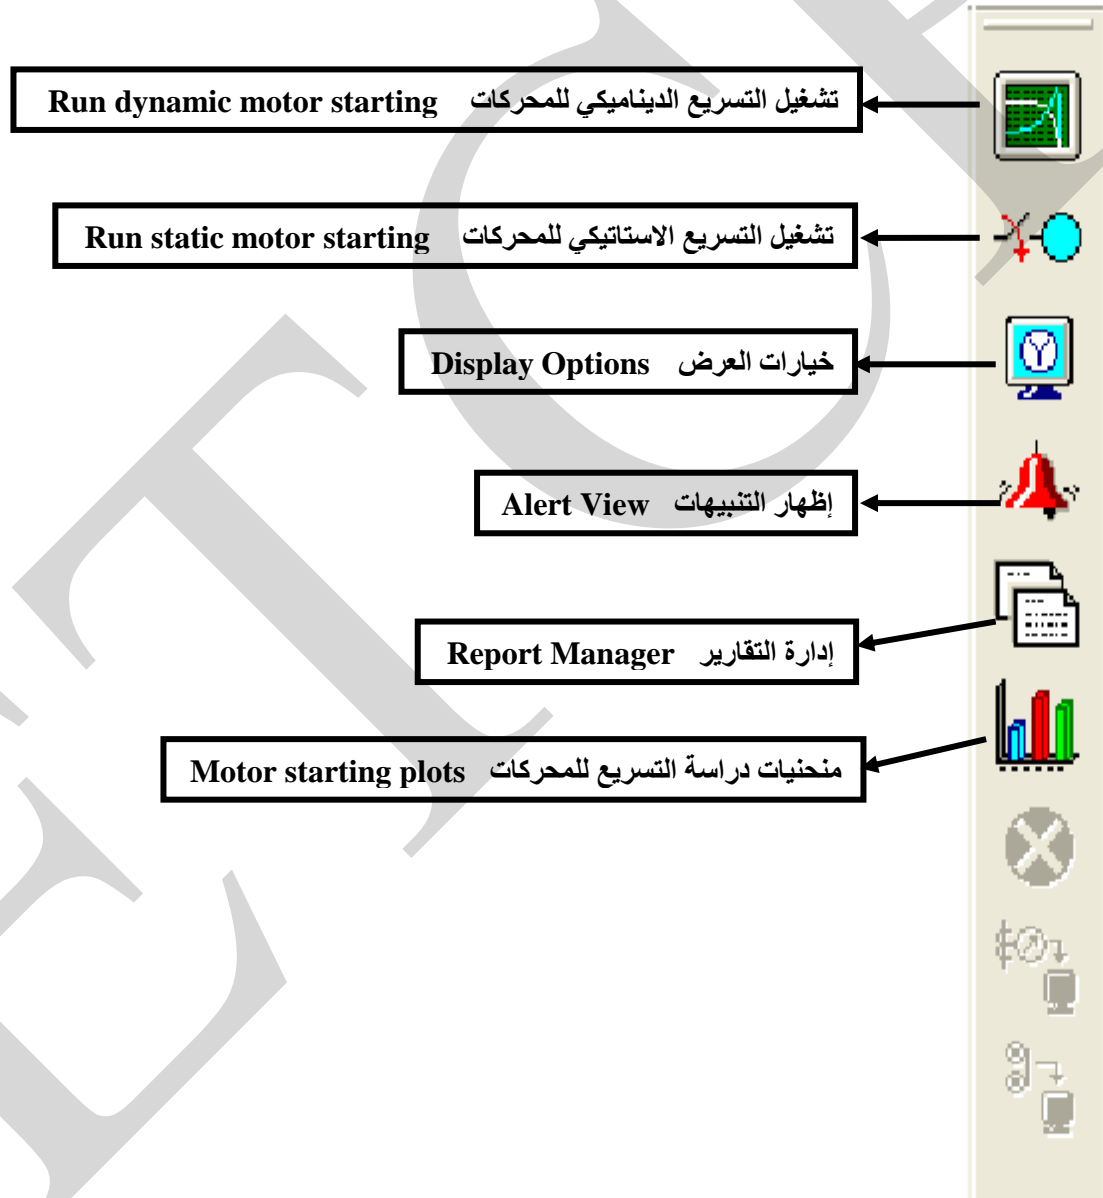 تشغيل التسريع الديناميكي للمحركات Run dynamic motor starting
تشغيل التسريع الاستاتيكي للمحركات Run static motor starting
خيارات العرض Display Options
إظهار التنبيهات Alert View
إدارة التقارير Report Manager
منحنيات دراسة التسريع للمحركات Motor starting plots